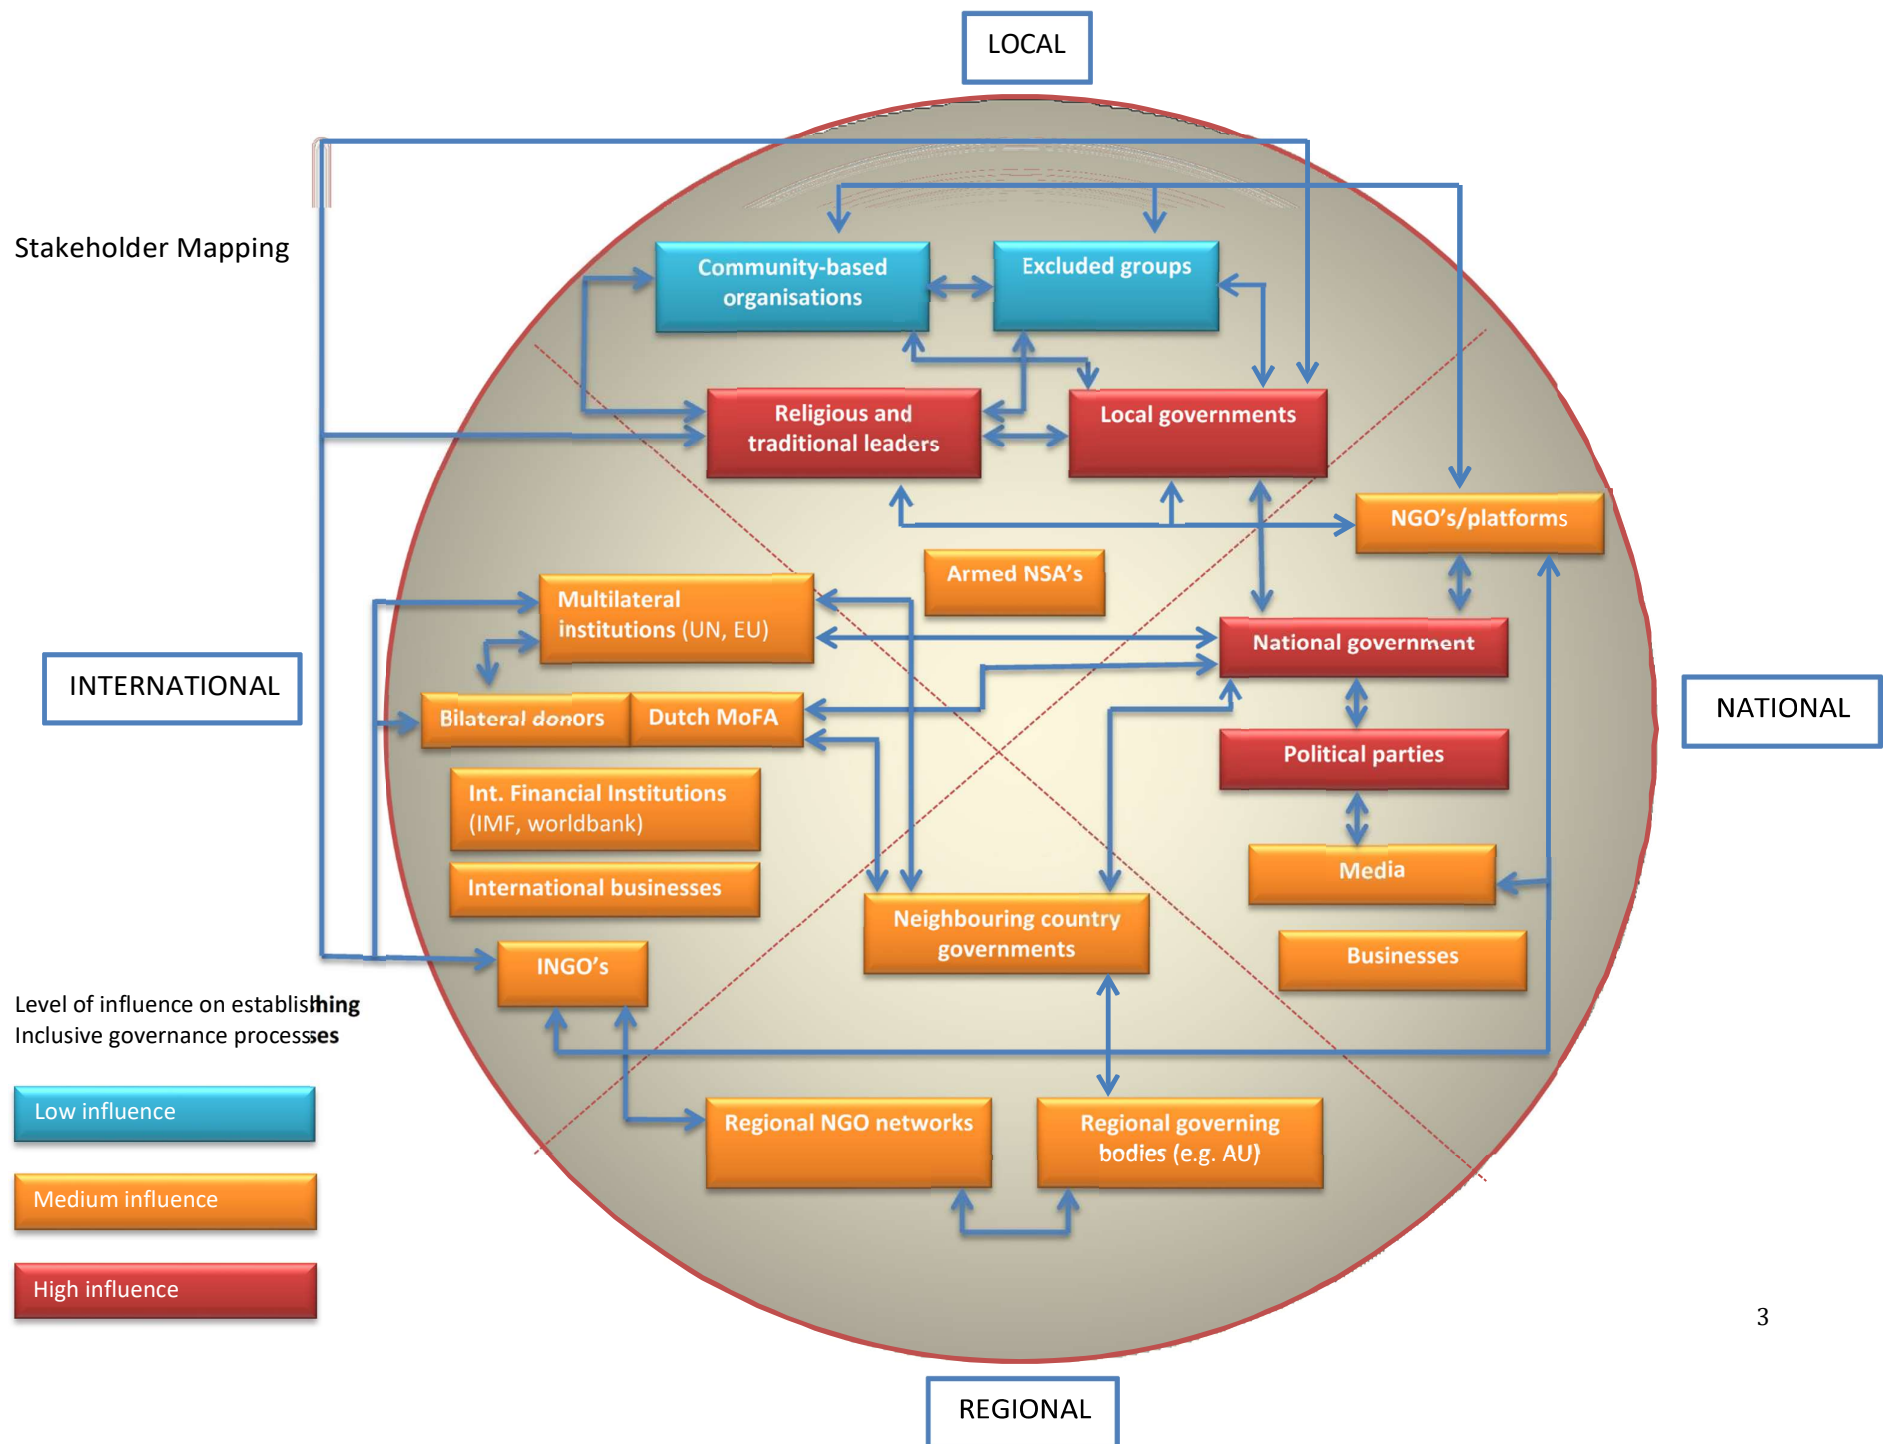 LOCAL
Stakeholder Mapping
Community-based
organisations
Excluded groups
Religious and
traditional leaders
Local governments
NGO's/platforms
Armed NSA's
Multilateral
institutions (UN, EU)
National government
INTERNATIONAL
NATIONAL
Bilateral donors
Dutch MoFA
Political parties
Int. Financial Institutions
(IMF, worldbank)
Media
International businesses
Neighbouring country
governments
Businesses
INGO's
Level of influence on establishing
Inclusive governance processes
Low influence
Regional NGO networks
Regional governing
bodies (e.g. AU)
Medium influence
High influence
3
REGIONAL